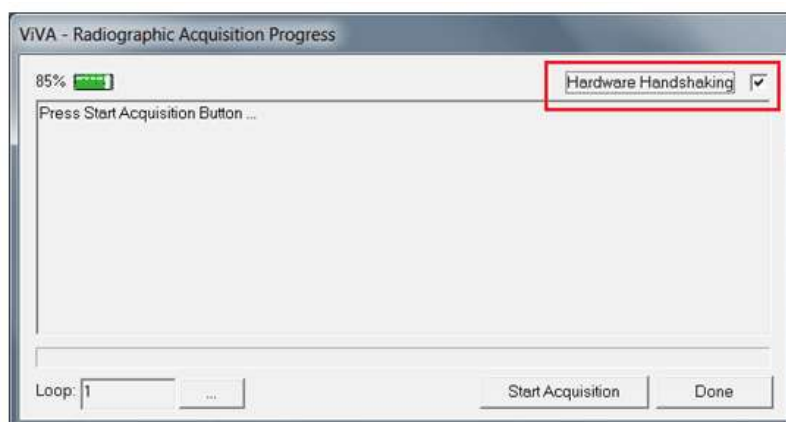 ViVA - Radiographic Acquisition Progress
85%
Hardware Handshaking
Press Start Acquisition Button ...
Loop: 1
...
Start Acquisition
Done